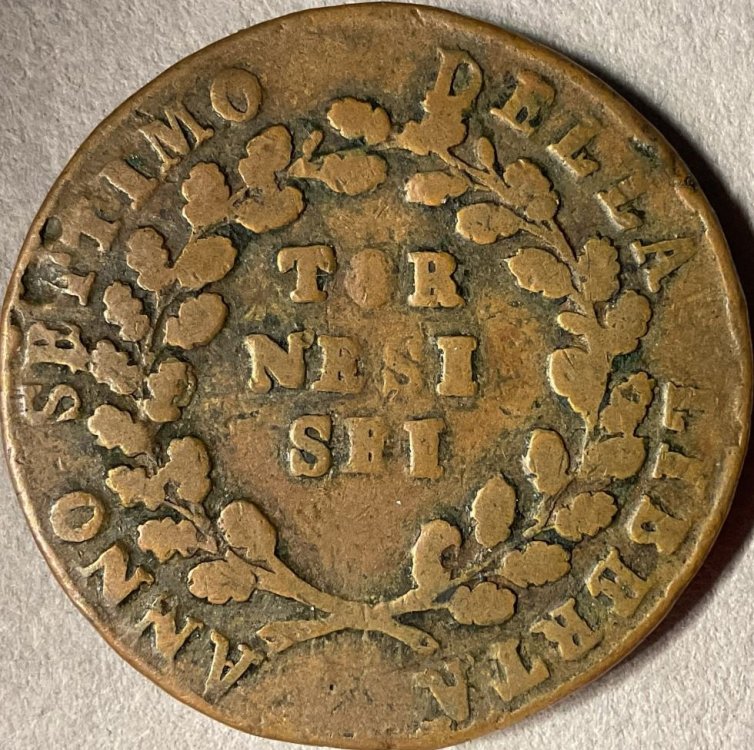 ANNO SETTIMO DELLA LIBERTA
TOR
NESI
SEI